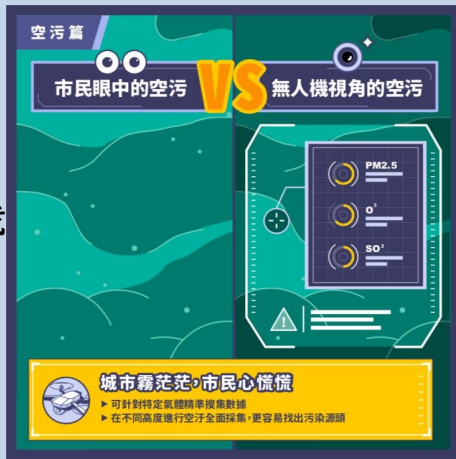 空污篇
市民眼中的空污
VS
無人機視角的空污
PM2.5
O³
SO²
城市霧茫茫，市民心慌慌
▶ 可針對特定氣體精準搜集數據
▶ 在不同高度進行空汙全面採集，更容易找出污染源頭